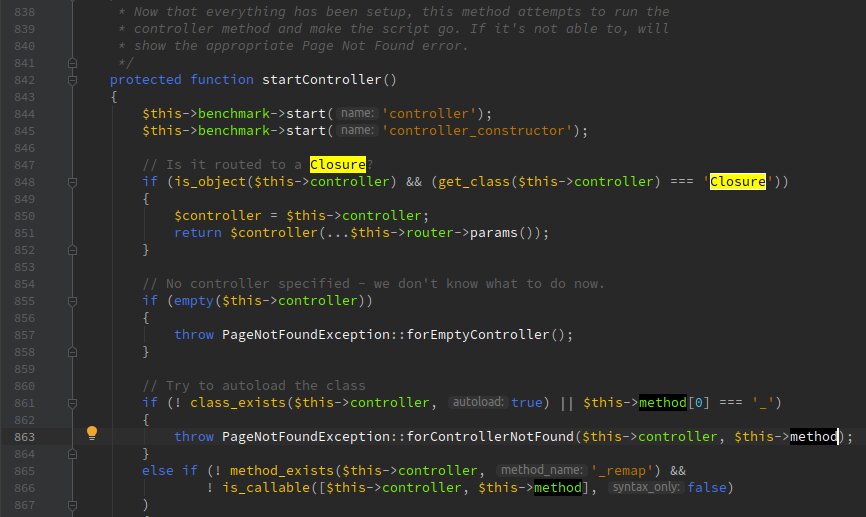 838 * Now that everything has been setup, this method attempts to run the
839 * controller method and make the script go. If it's not able to, will
840 * show the appropriate Page Not Found error.
841 */
842 protected function startController()
843 {
844 $this->benchmark->start( name: 'controller');
845 $this->benchmark->start( name: 'controller_constructor');
846
847 // Is it routed to a Closure?
848 if (is_object($this->controller) && (get_class($this->controller) === 'Closure'))
849 {
850 $controller = $this->controller;
851 return $controller(...$this->router->params());
852 }
853
854 // No controller specified - we don't know what to do now.
855 if (empty($this->controller))
856 {
857 throw PageNotFoundException::forEmptyController();
858 }
859
860 // Try to autoload the class
861 if (! class_exists($this->controller, autoload: true) || $this->method[0] === '_')
862 {
863 throw PageNotFoundException::forControllerNotFound($this->controller, $this->method);
864 }
865 else if (! method_exists($this->controller, method_name: '_remap') &&
866 ! is_callable([$this->controller, $this->method], syntax_only: false)
867 )